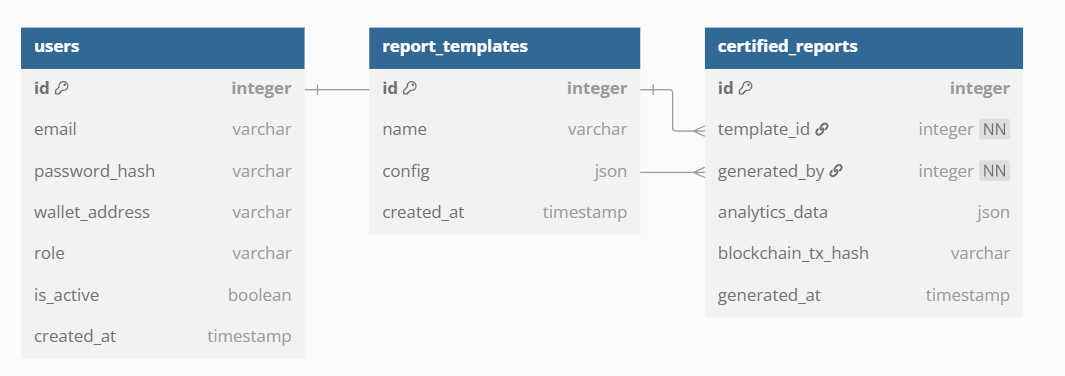 users
id integer
email varchar
password_hash varchar
wallet_address varchar
role varchar
is_active boolean
created_at timestamp
report_templates
id integer
name varchar
config json
created_at timestamp
certified_reports
id integer
template_id integer NN
generated_by integer NN
analytics_data json
blockchain_tx_hash varchar
generated_at timestamp